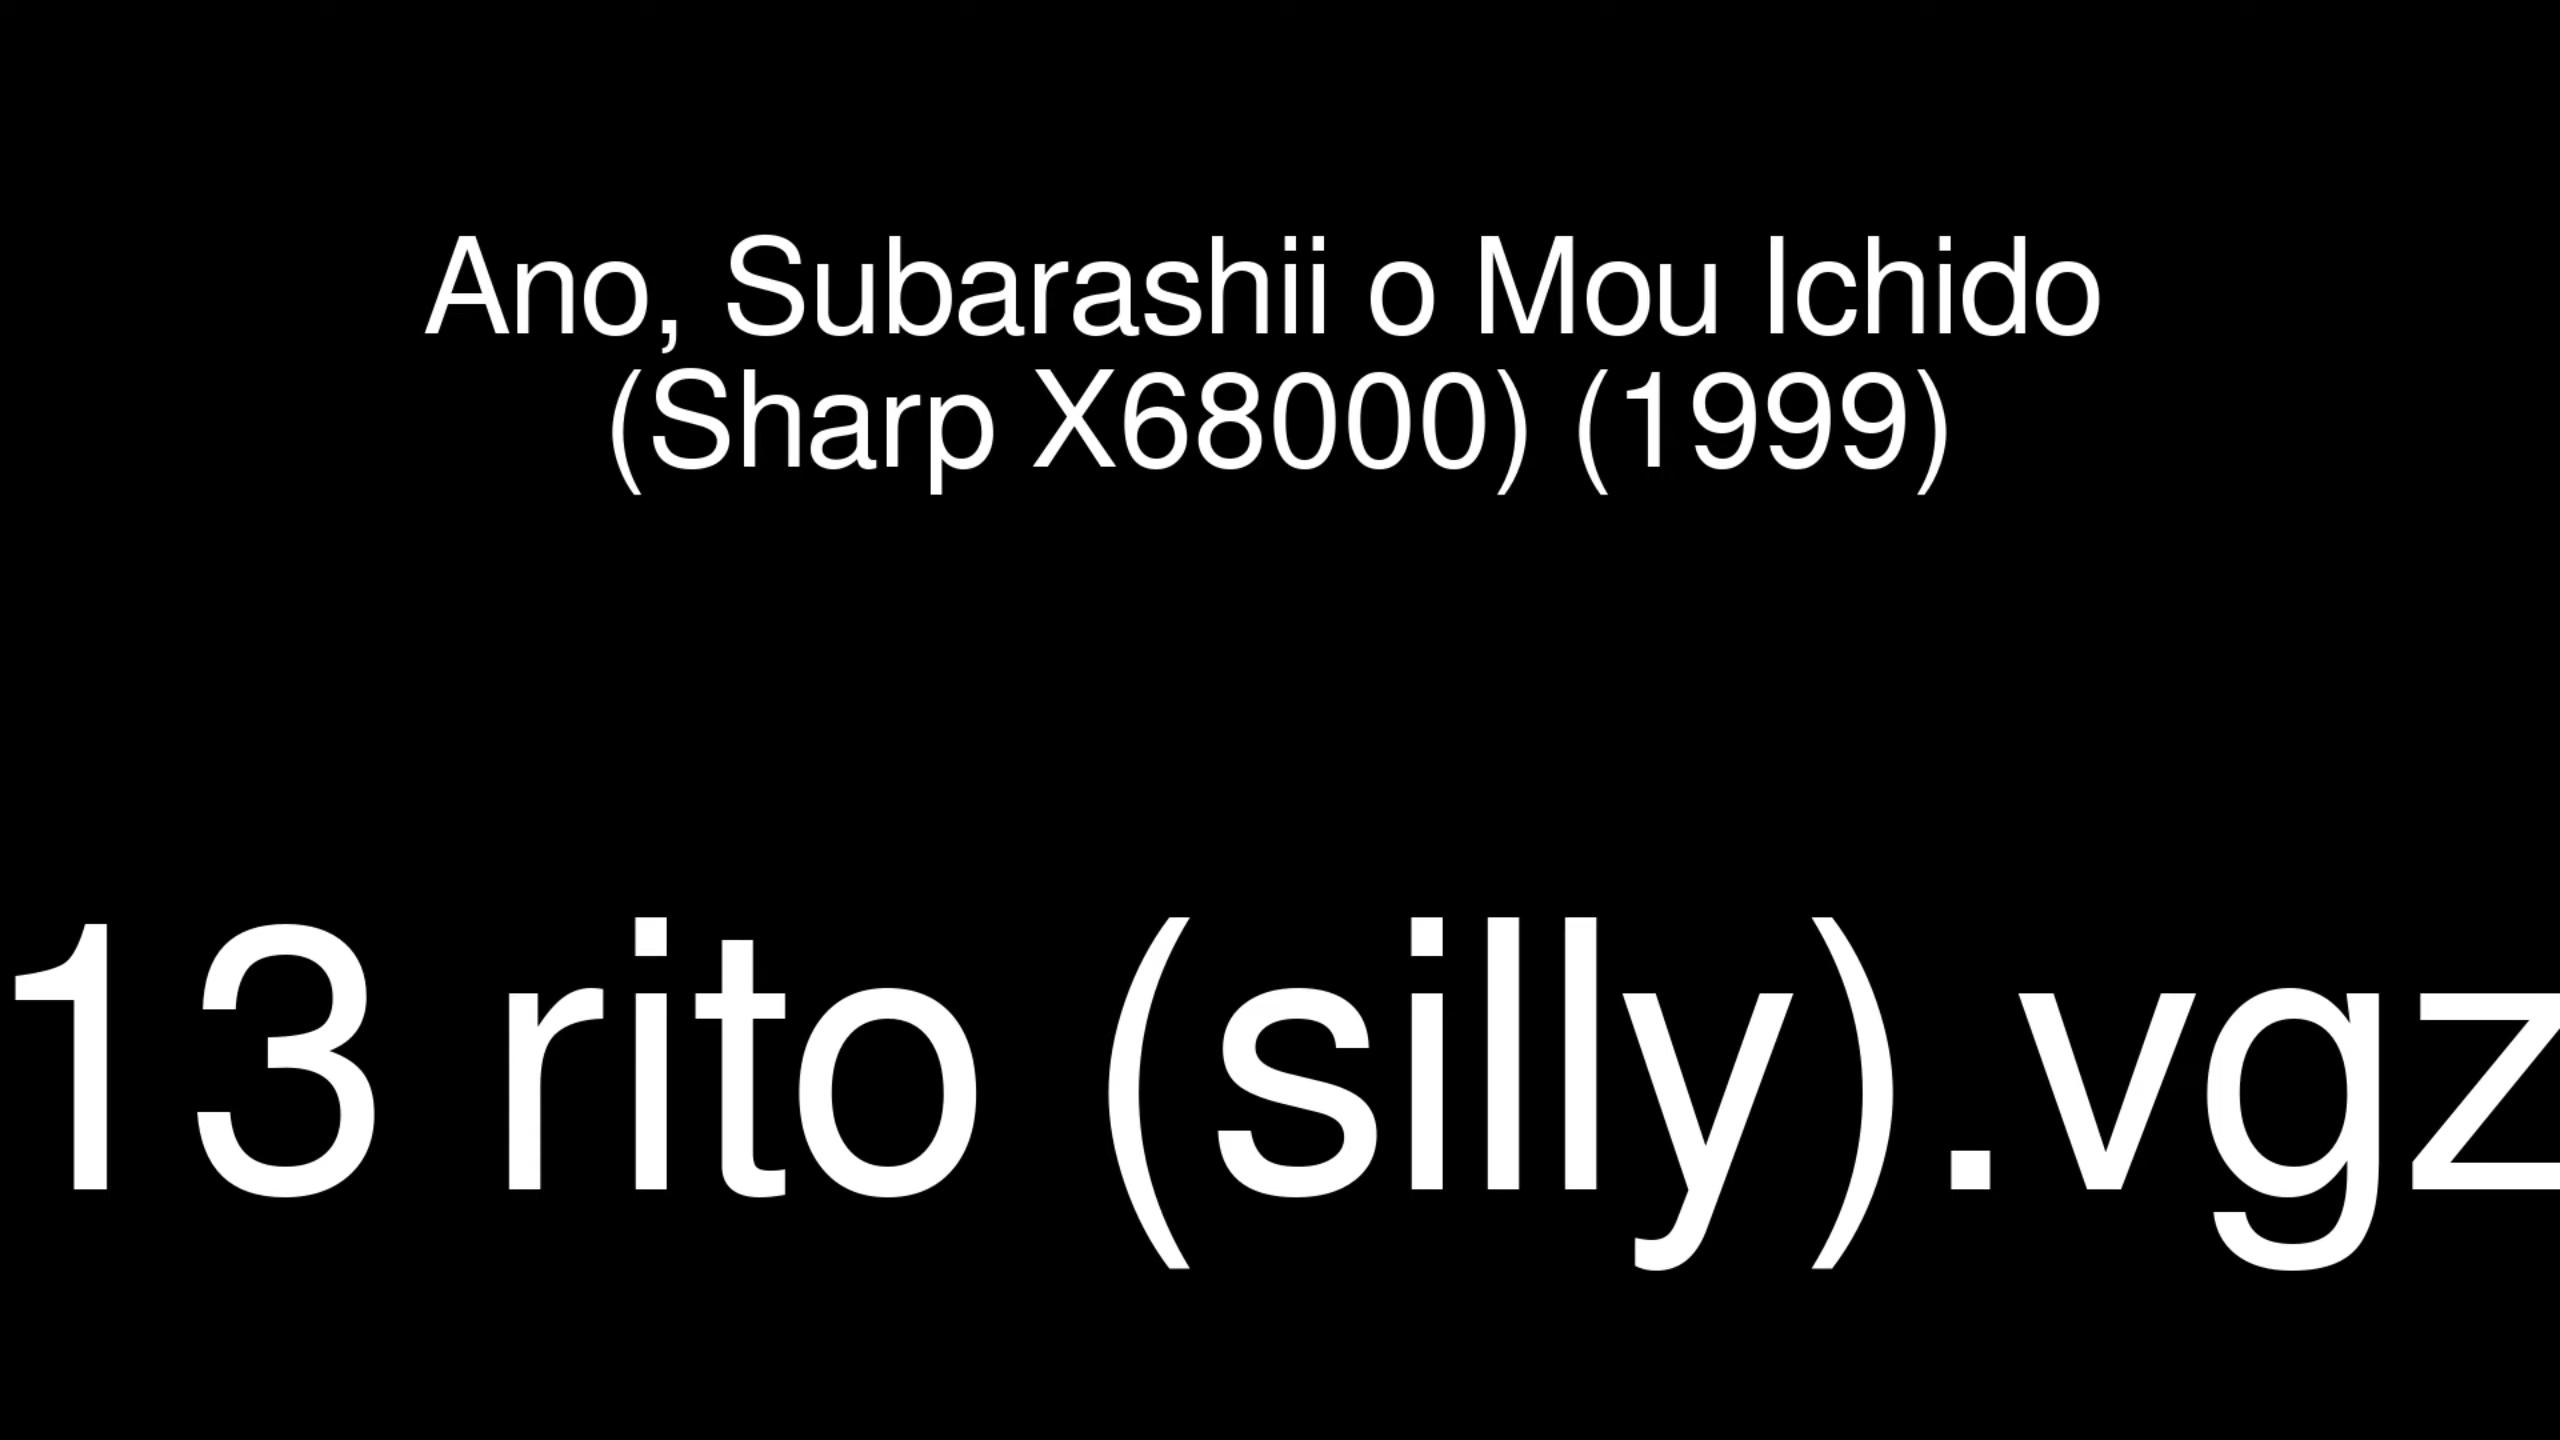 Ano, Subarashii o Mou Ichido
(Sharp X68000) (1999)
13 rito (silly).vgz